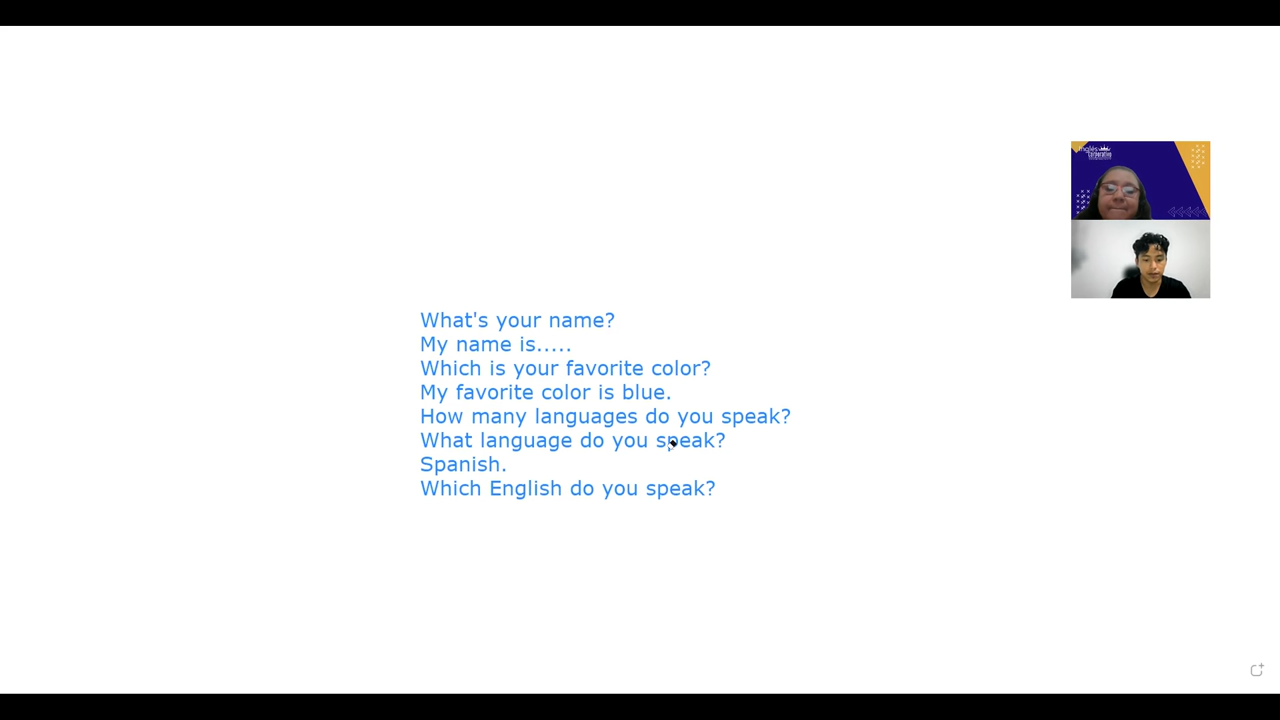 What's your name?
My name is.....
Which is your favorite color?
My favorite color is blue.
How many languages do you speak?
What language do you speak?
Spanish.
Which English do you speak?